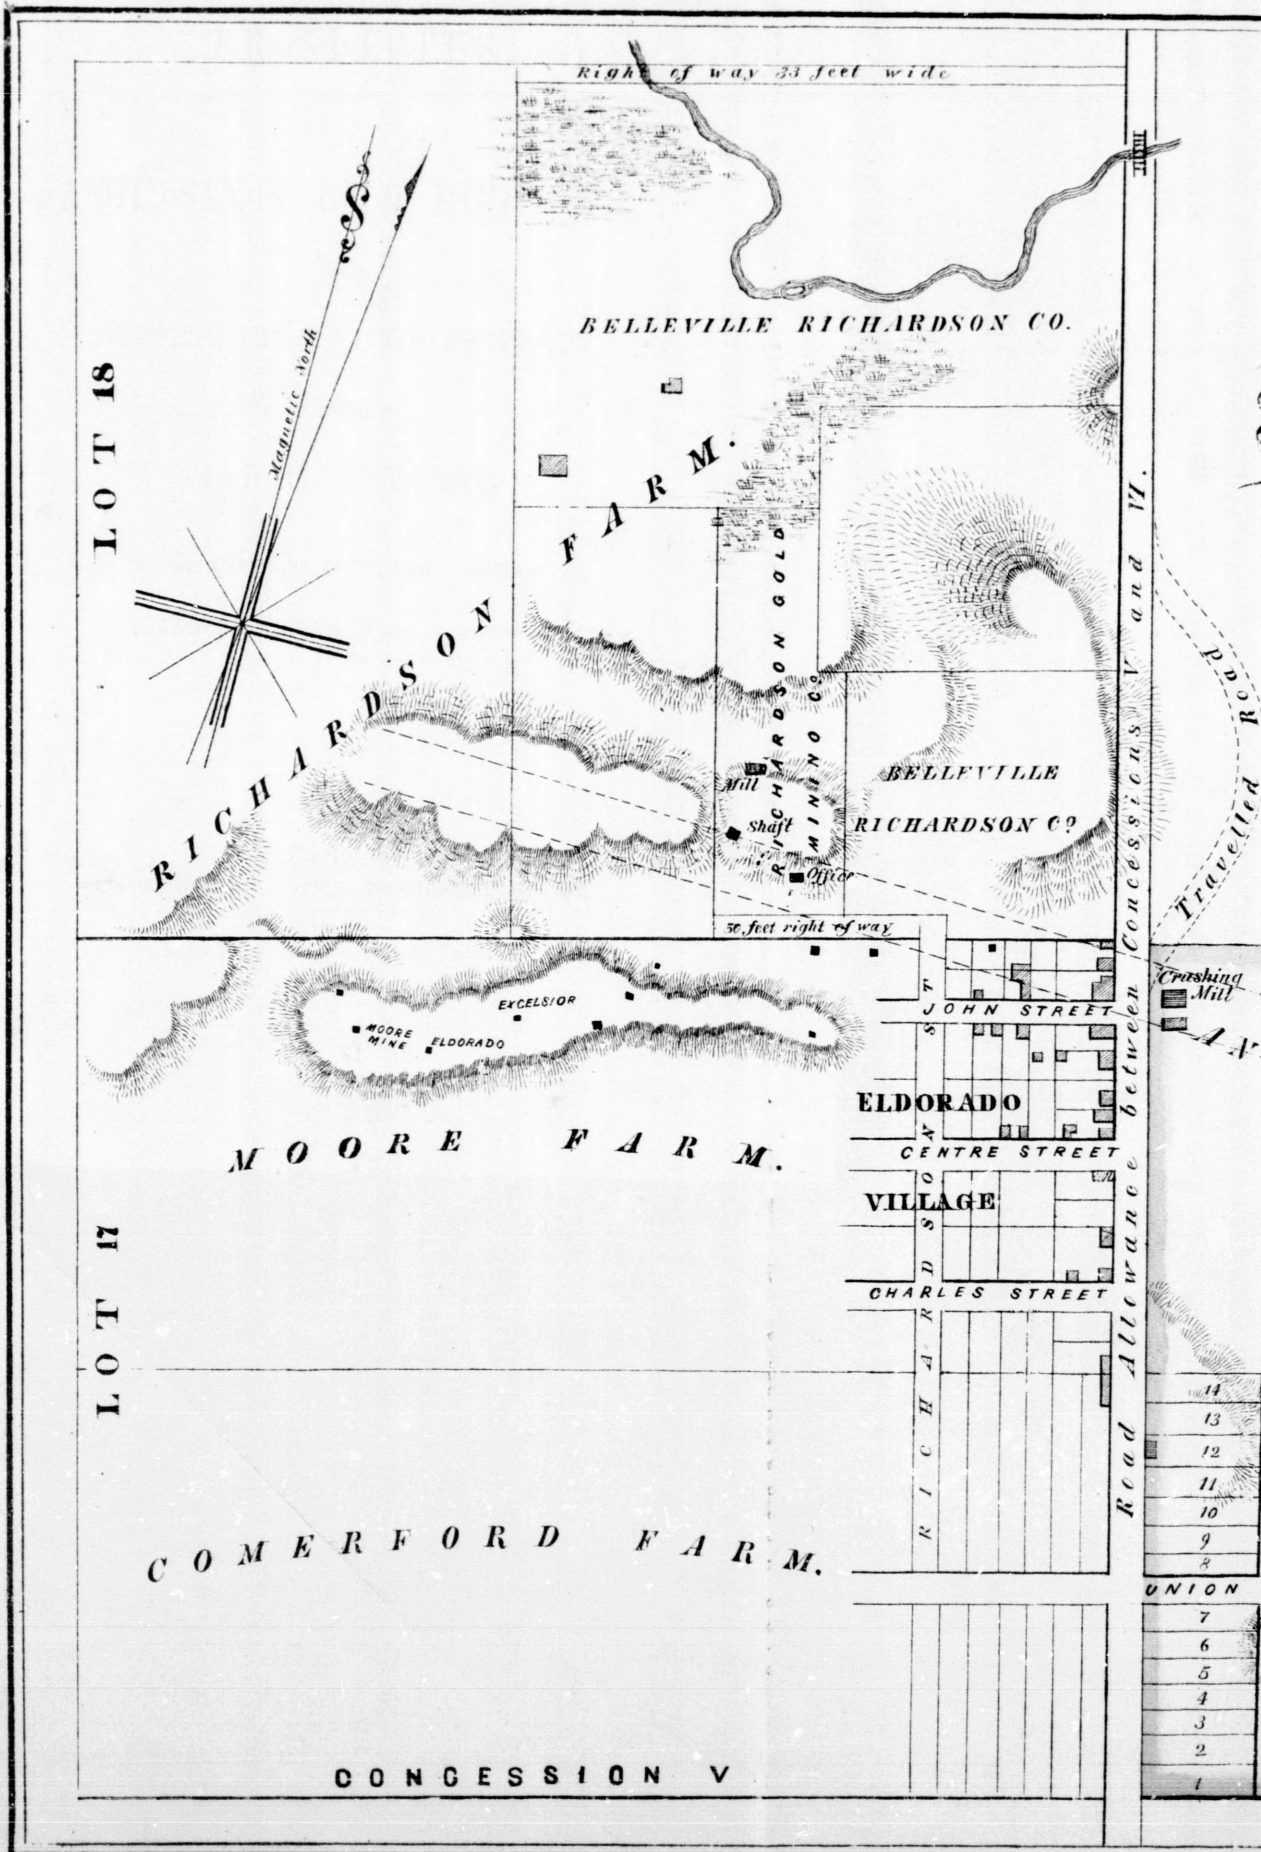 Right of way 33 feet wide
BELLEVILLE RICHARDSON CO.
S
Magnetic North
LOT 18
RICHARDSON FARM.
RICHARDSON GOLD
MINING Co.
BELLEVILLE
RICHARDSON Co.
Mill
Shaft
Office
50 feet right of way
Road Allowance between Concessions V and VI.
Travelled Road
Crushing
Mill
AN
EXCELSIOR
MOORE
MINE
ELDORADO
JOHN STREET
ELDORADO
CENTRE STREET
VILLAGE
CHARLES STREET
RICHARDSON ST
MOORE FARM.
LOT 17
COMERFORD FARM.
14
13
12
11
10
9
8
UNION
7
6
5
4
3
2
1
CONCESSION V